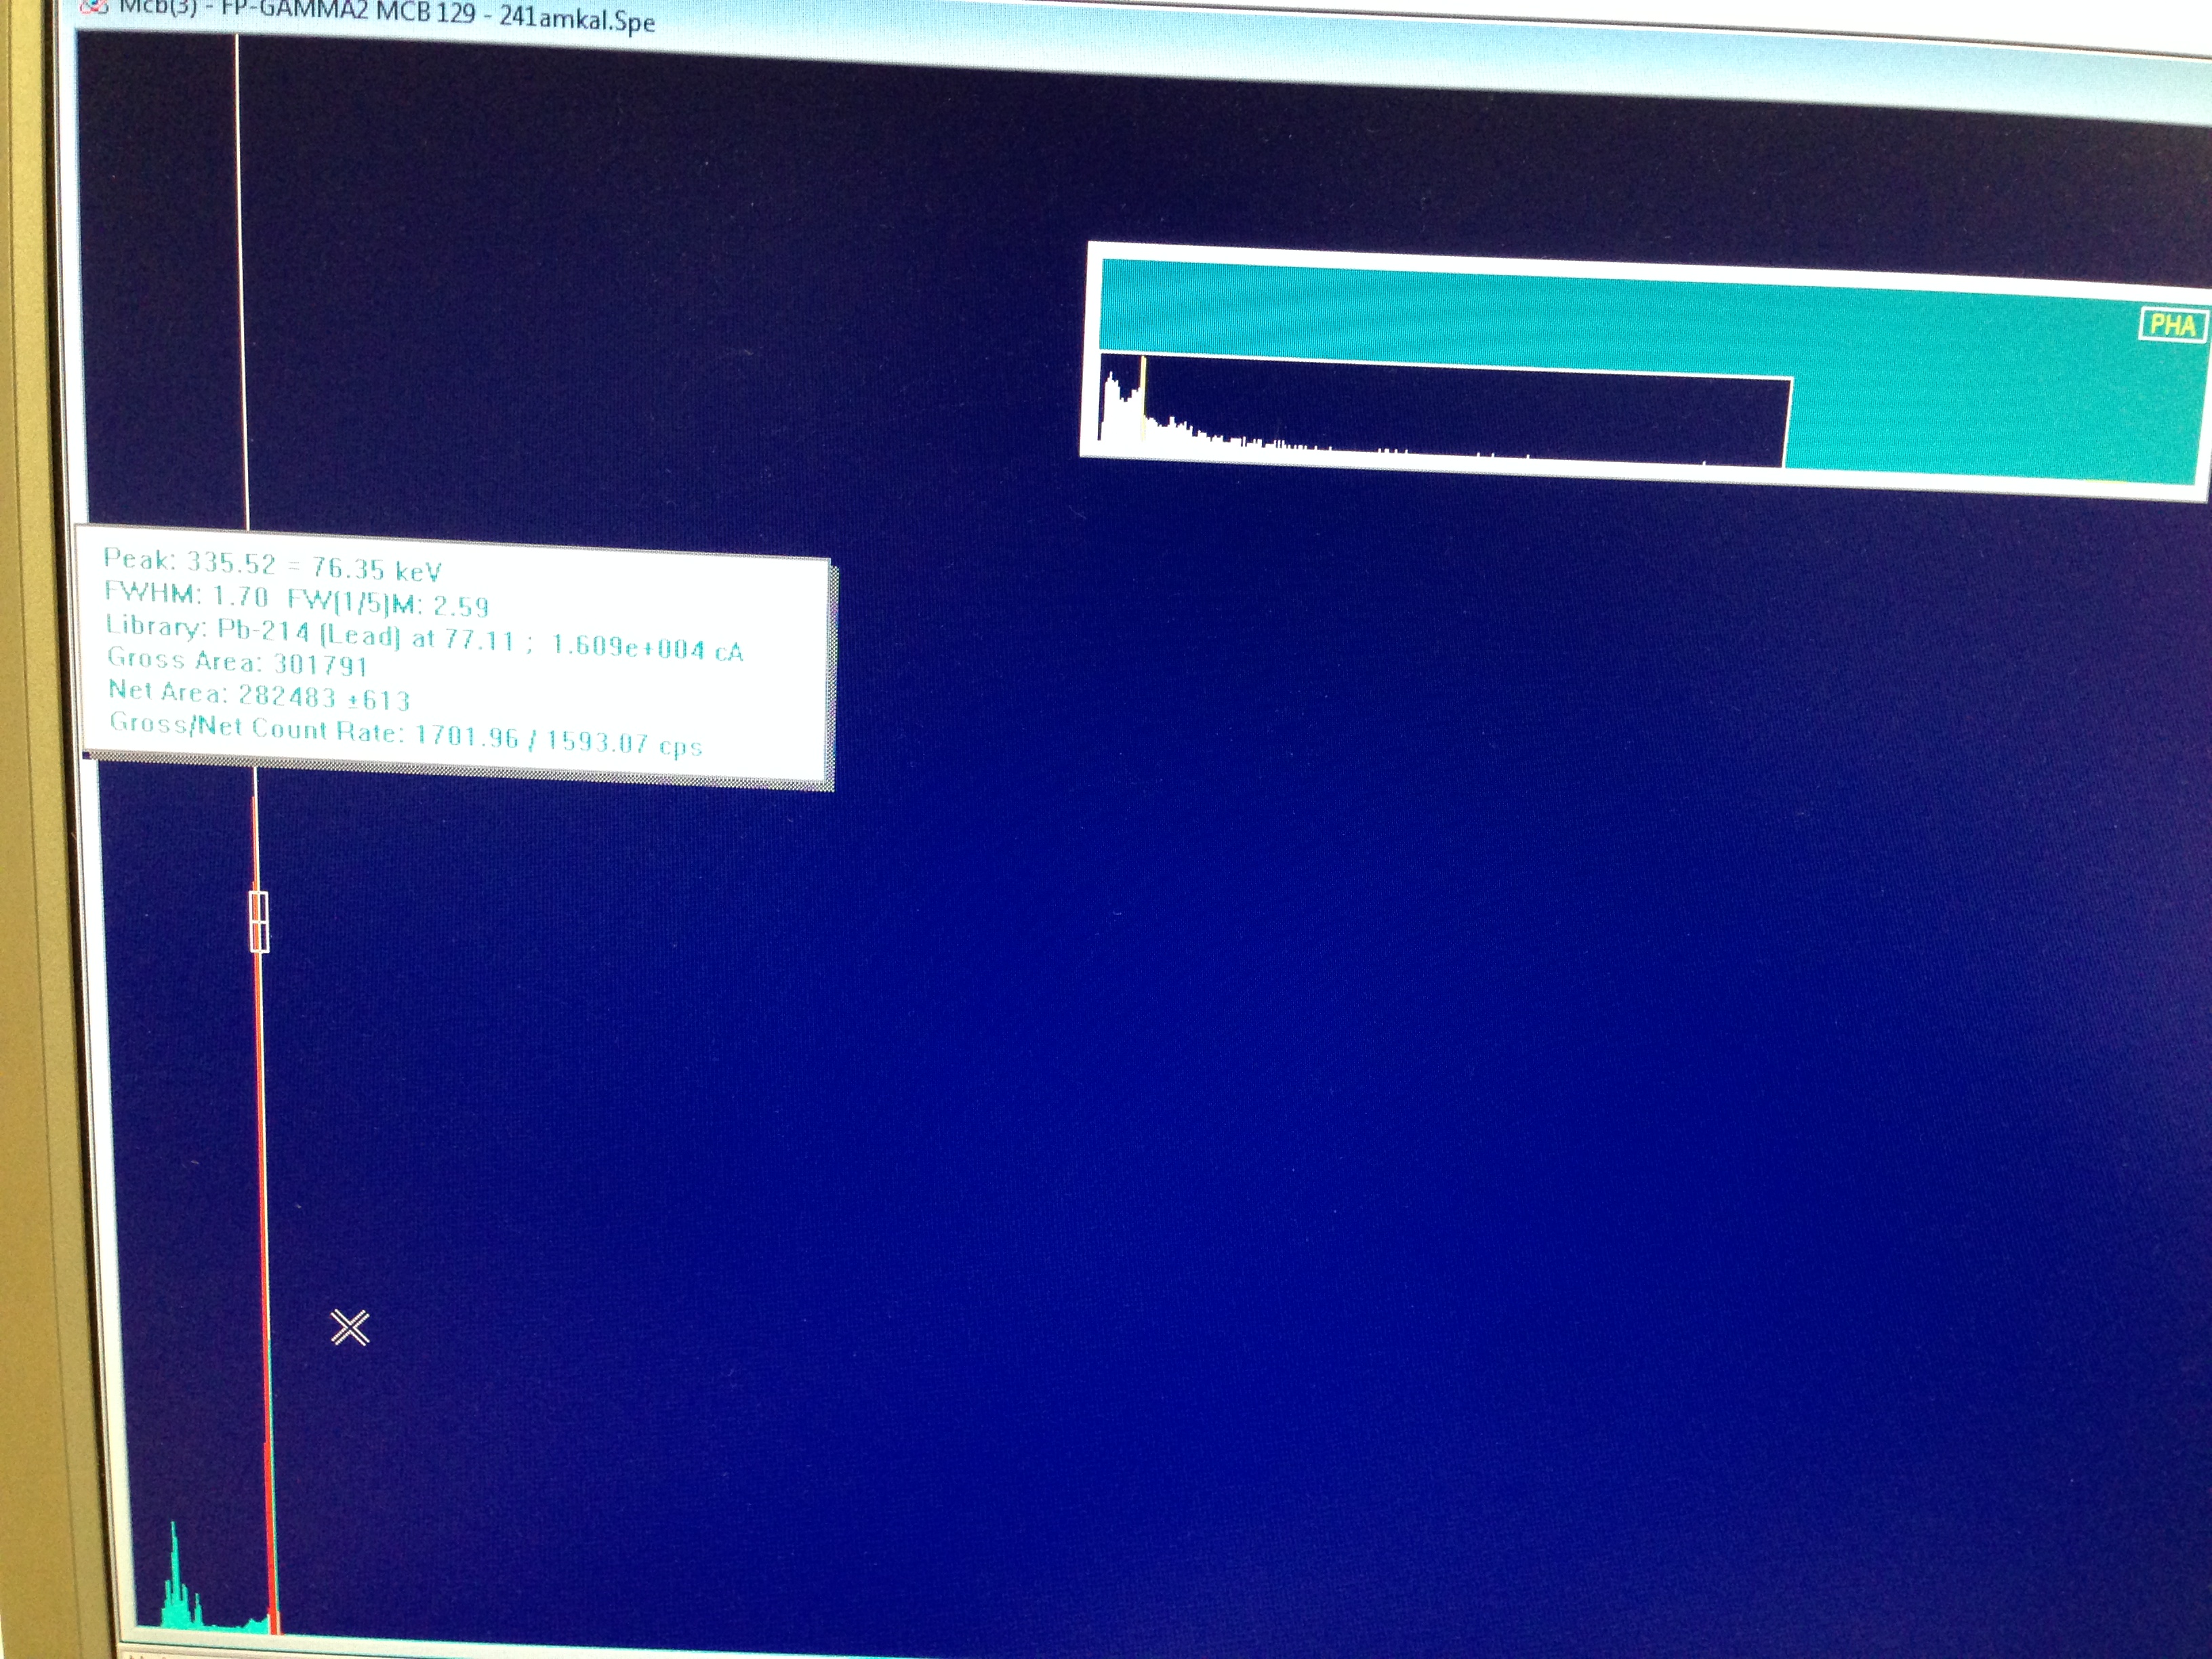 Mcb(3) - FP-GAMMA2 MCB 129 - 241amkal.Spe
PHA
Peak: 335.52 = 76.35 keV
FWHM: 1.70 FW(1/5)M: 2.59
Library: Pb-214 (Lead) at 77.11 ; 1.609e+004 cA
Gross Area: 301791
Net Area: 282483 ±613
Gross/Net Count Rate: 1701.96 / 1593.07 cps